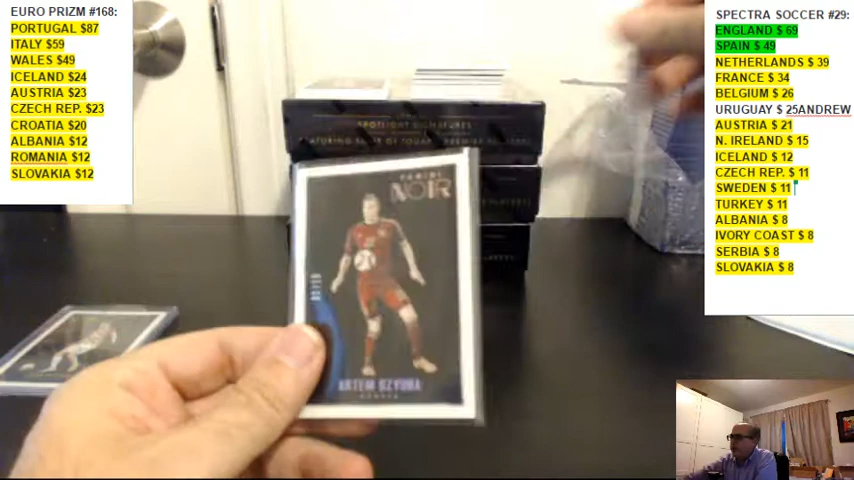 EURO PRIZM #168:
PORTUGAL $87
ITALY $59
WALES $49
ICELAND $24
AUSTRIA $23
CZECH REP. $23
CROATIA $20
ALBANIA $12
ROMANIA $12
SLOVAKIA $12
SPOTLIGHT SIGNATURES
PANINI
NOIR
ARTEM DZYUBA
SPECTRA SOCCER #29:
ENGLAND $ 69
SPAIN $ 49
NETHERLANDS $ 39
FRANCE $ 34
BELGIUM $ 26
URUGUAY $ 25ANDREW
AUSTRIA $ 21
N. IRELAND $ 15
ICELAND $ 12
CZECH REP. $ 11
SWEDEN $ 11
TURKEY $ 11
ALBANIA $ 8
IVORY COAST $ 8
SERBIA $ 8
SLOVAKIA $ 8